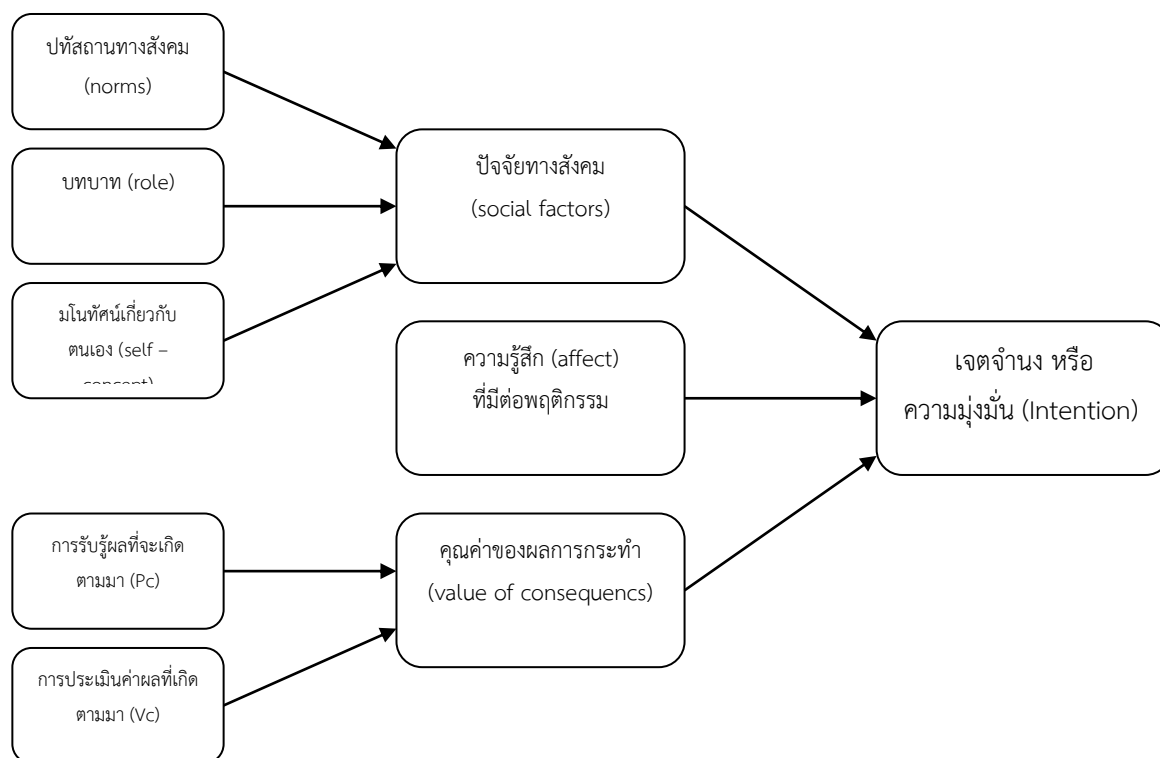 ปทัสถานทางสังคม
(norms)
บทบาท (role)
มโนทัศน์เกี่ยวกับ
ตนเอง (self –
concept)
ปัจจัยทางสังคม
(social factors)
ความรู้สึก (affect)
ที่มีต่อพฤติกรรม
เจตจำนง หรือ
ความมุ่งมั่น (Intention)
การรับรู้ผลที่จะเกิด
ตามมา (Pc)
การประเมินค่าผลที่เกิด
ตามมา (Vc)
คุณค่าของผลการกระทำ
(value of consequencs)